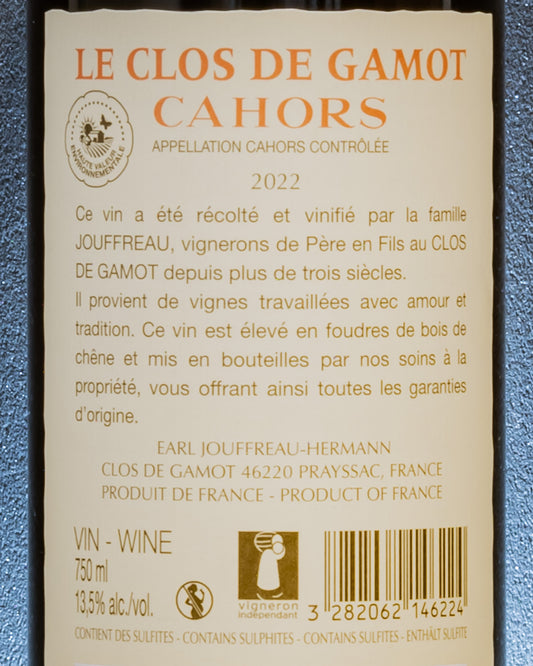 LE CLOS DE GAMOT
CAHORS
APPELLATION CAHORS CONTRÔLÉE
HAUTE VALEUR
ENVIRONNEMENTALE
2022
Ce vin a été récolté et vinifié par la famille
JOUFFREAU, vignerons de Père en Fils au CLOS
DE GAMOT depuis plus de trois siècles.
Il provient de vignes travaillées avec amour et
tradition. Ce vin est élevé en foudres de bois de
chêne et mis en bouteilles par nos soins à la
propriété, vous offrant ainsi toutes les garanties
d'origine.
EARL JOUFFREAU-HERMANN
CLOS DE GAMOT 46220 PRAYSSAC, FRANCE
PRODUIT DE FRANCE - PRODUCT OF FRANCE
VIN - WINE
750 ml
13,5% alc./vol.
vigneron
indépendant
3 282062 146224
CONTIENT DES SULFITES - CONTAINS SULPHITES - CONTAINS SULFITES - ENTHÄLT SULFITE